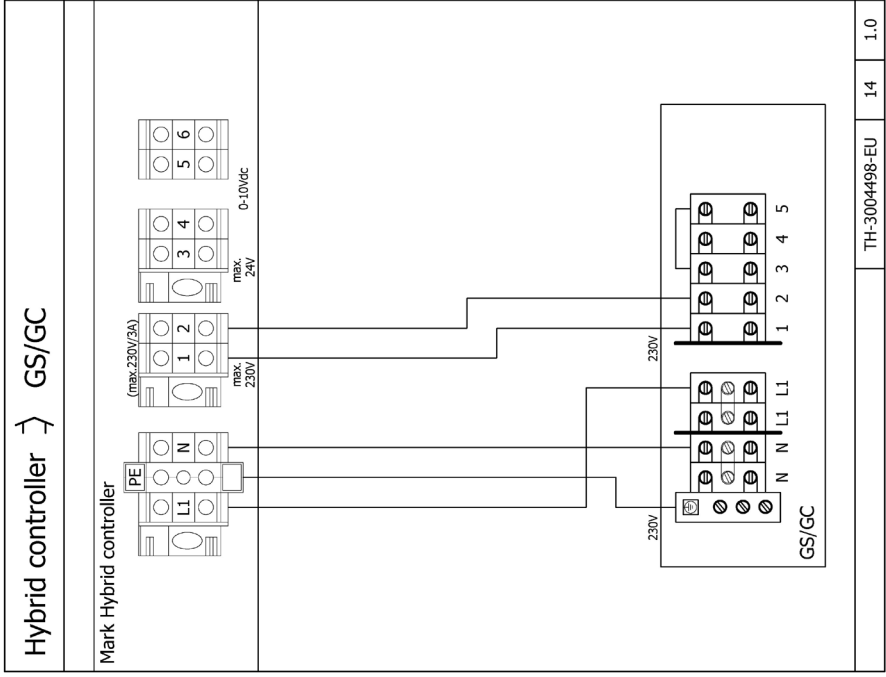 Hybrid controller GS/GC
Mark Hybrid controller
L1
PE
N
(max.230V/3A)
1
2
max.
230V
3
4
max.
24V
5
6
0-10Vdc
230V
N
N
L1
L1
230V
1
2
3
4
5
GS/GC
TH-3004498-EU
14
1.0